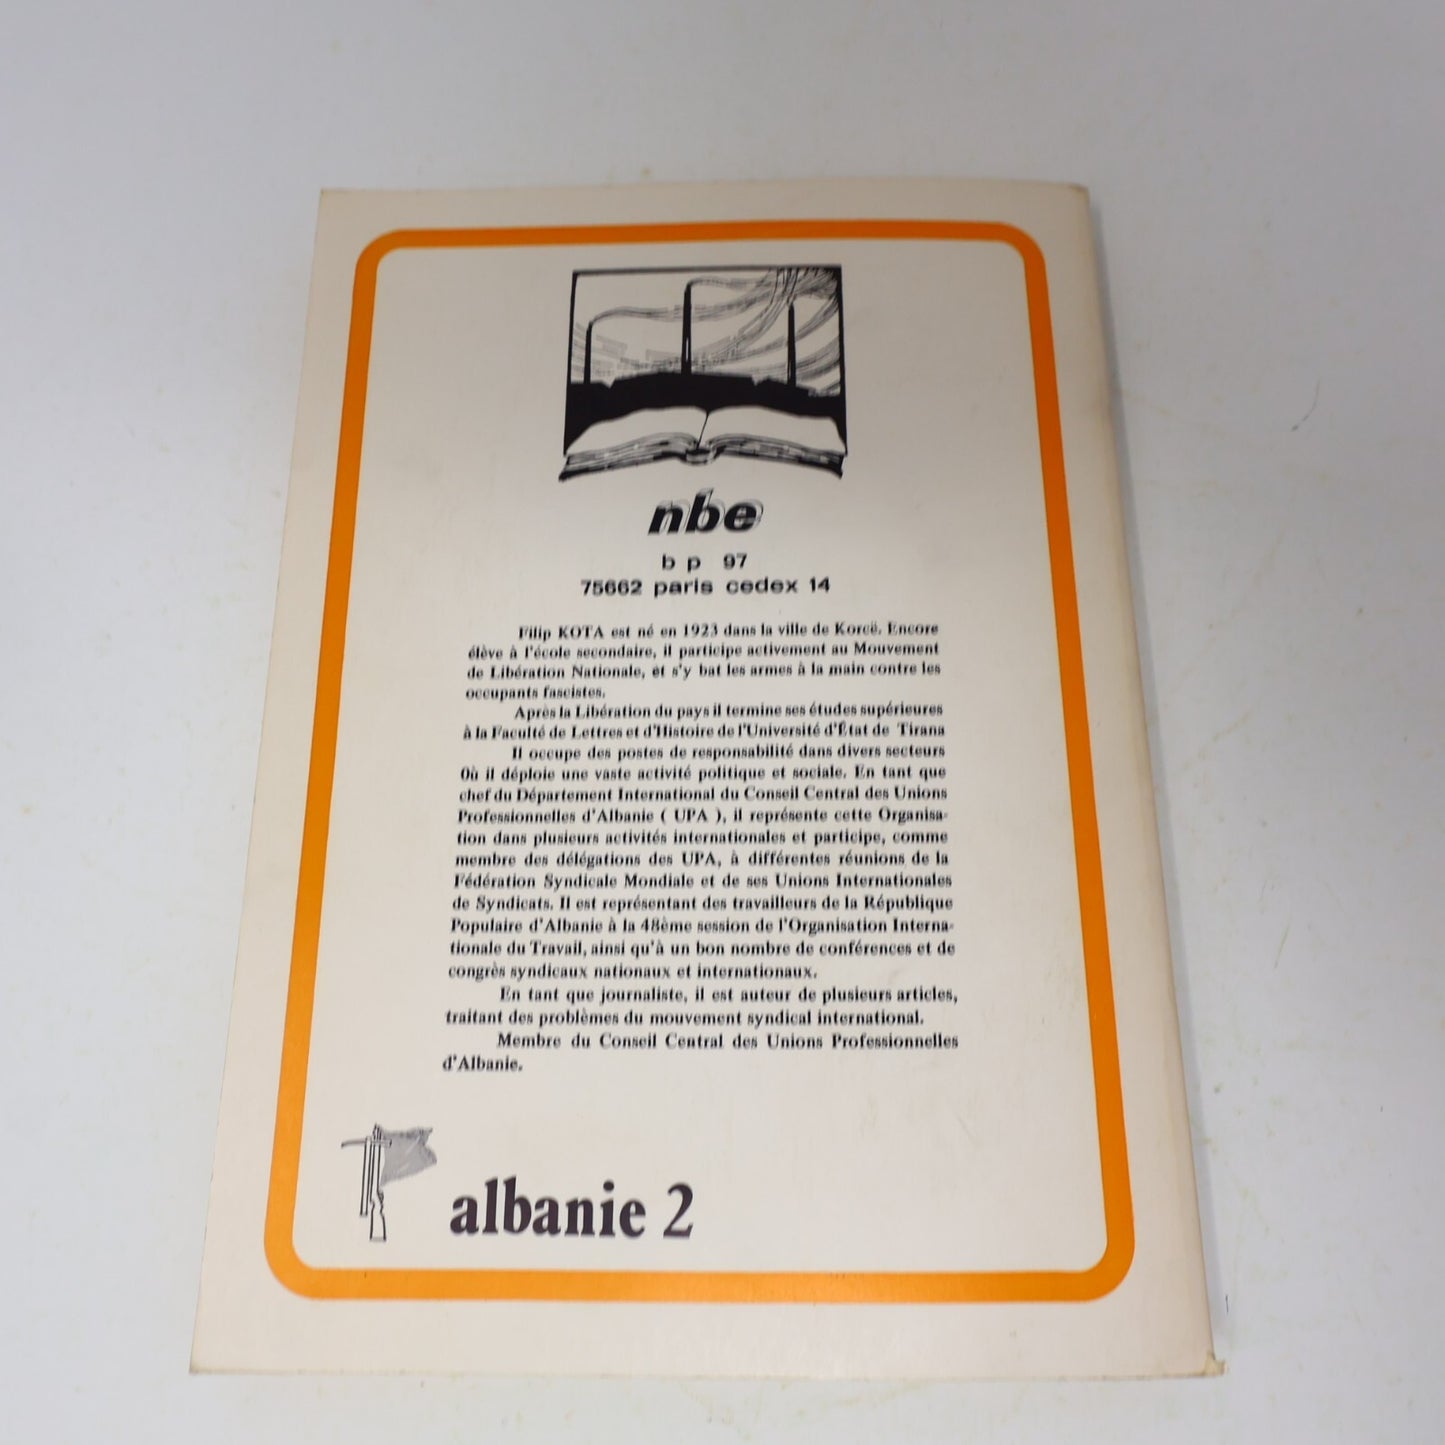 nbe
b p 97
75662 paris cedex 14
Filip KOTA est né en 1923 dans la ville de Korcë. Encore
élève à l'école secondaire, il participe activement au Mouvement
de Libération Nationale, et s'y bat les armes à la main contre les
occupants fascistes.
Après la Libération du pays il termine ses études supérieures
à la Faculté de Lettres et d'Histoire de l'Université d'État de Tirana
Il occupe des postes de responsabilité dans divers secteurs
Où il déploie une vaste activité politique et sociale. En tant que
chef du Département International du Conseil Central des Unions
Professionnelles d'Albanie ( UPA ), il représente cette Organisa-
tion dans plusieurs activités internationales et participe, comme
membre des délégations des UPA, à différentes réunions de la
Fédération Syndicale Mondiale et de ses Unions Internationales
de Syndicats. Il est représentant des travailleurs de la République
Populaire d'Albanie à la 48ème session de l'Organisation Interna-
tionale du Travail, ainsi qu'à un bon nombre de conférences et de
congrès syndicaux nationaux et internationaux.
En tant que journaliste, il est auteur de plusieurs articles,
traitant des problèmes du mouvement syndical international.
Membre du Conseil Central des Unions Professionnelles
d'Albanie.
albanie 2